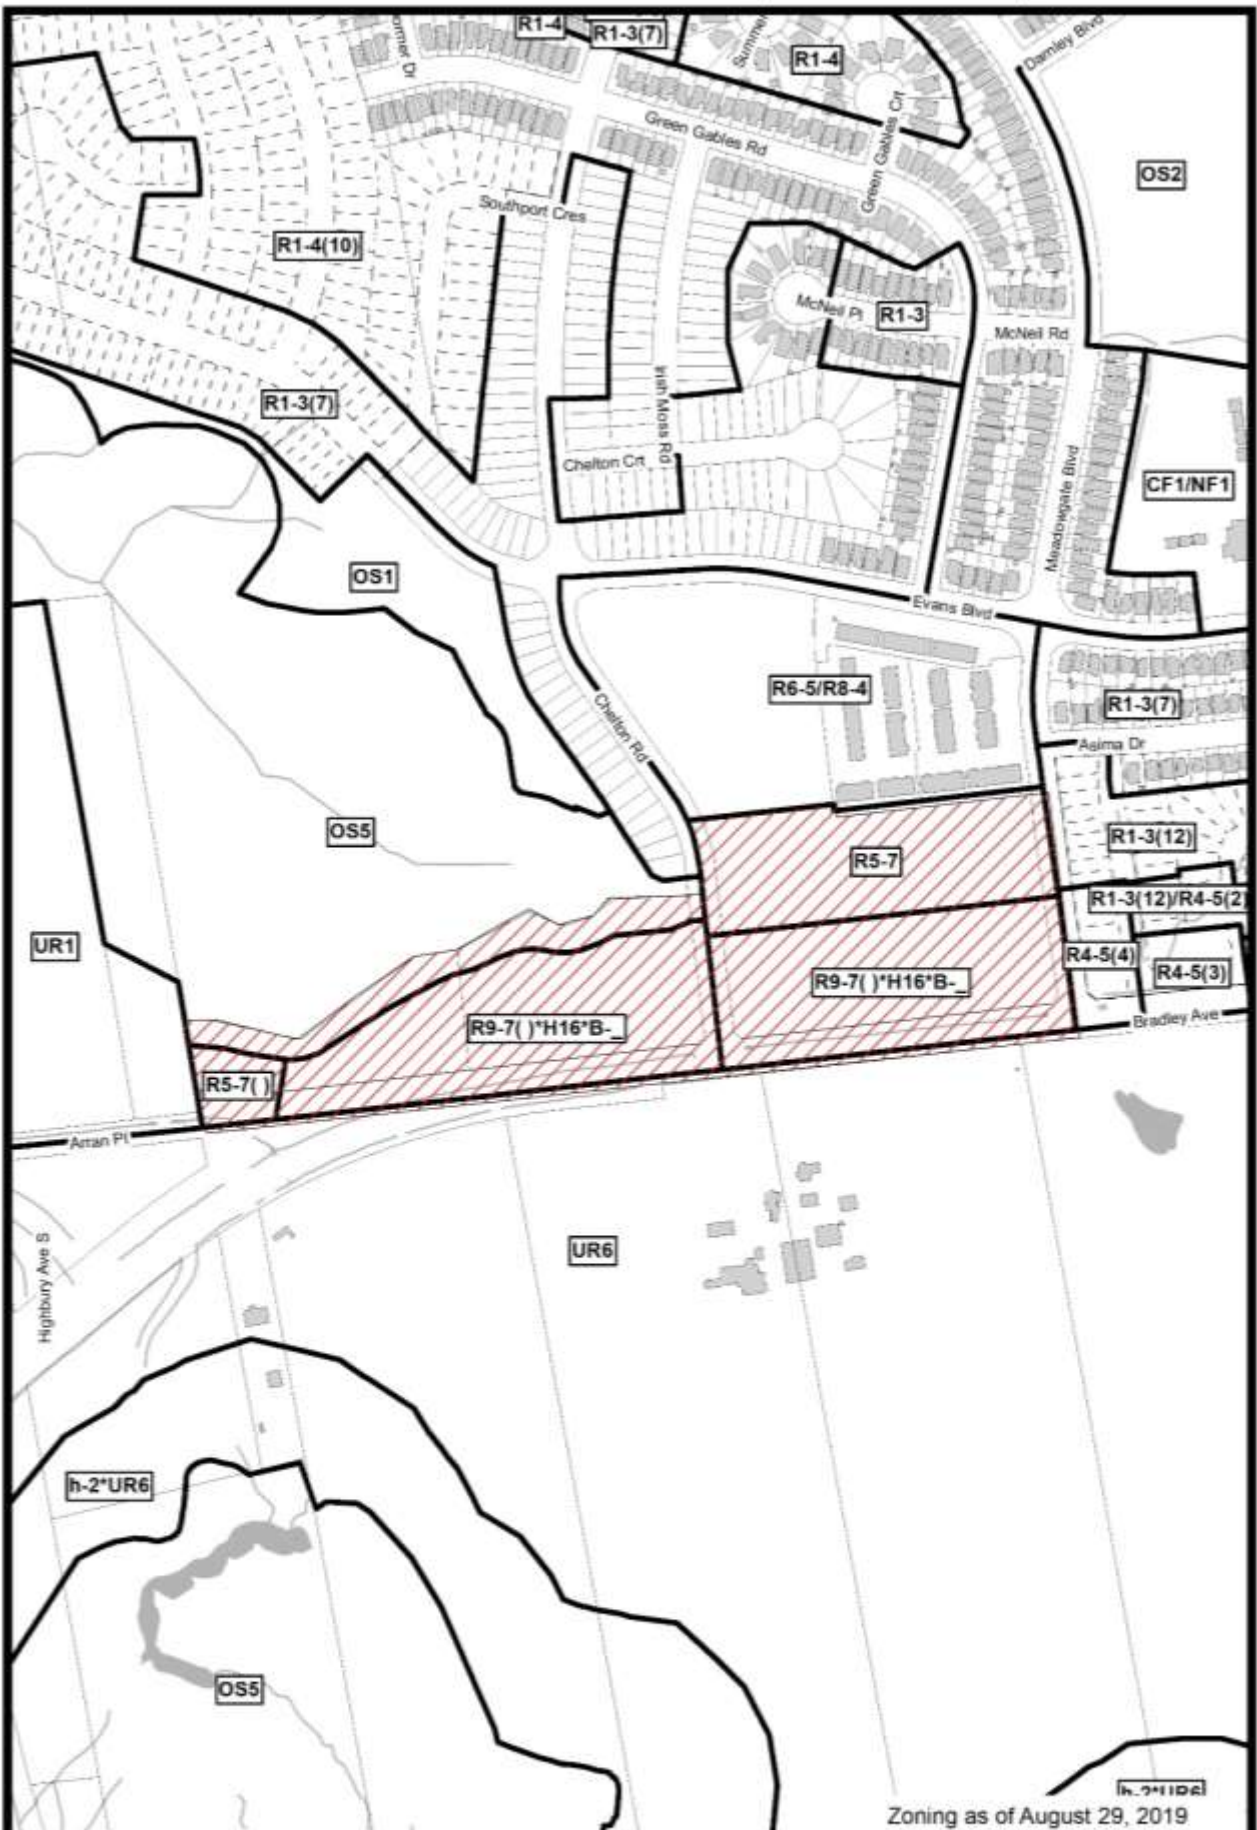 R1-4
R1-3(7)
R1-4
Darnley Blvd
Green Gables Rd
Green Gables Crt
OS2
Southport Cres
R1-4(10)
McNeil Pl
R1-3
McNeil Rd
Irish Moss Rd
R1-3(7)
Chelton Crt
Meadowgate Blvd
CF1/NF1
OS1
Evans Blvd
R6-5/R8-4
R1-3(7)
Chelton Rd
Asima Dr
OS5
R1-3(12)
R5-7
R1-3(12)/R4-5(2)
UR1
R4-5(4)
R4-5(3)
R9-7( )*H16*B-_
R9-7( )*H16*B-_
Bradley Ave
R5-7( )
Arran Pl
UR6
Highbury Ave S
h-2*UR6
OS5
h-2*UR6
Zoning as of August 29, 2019